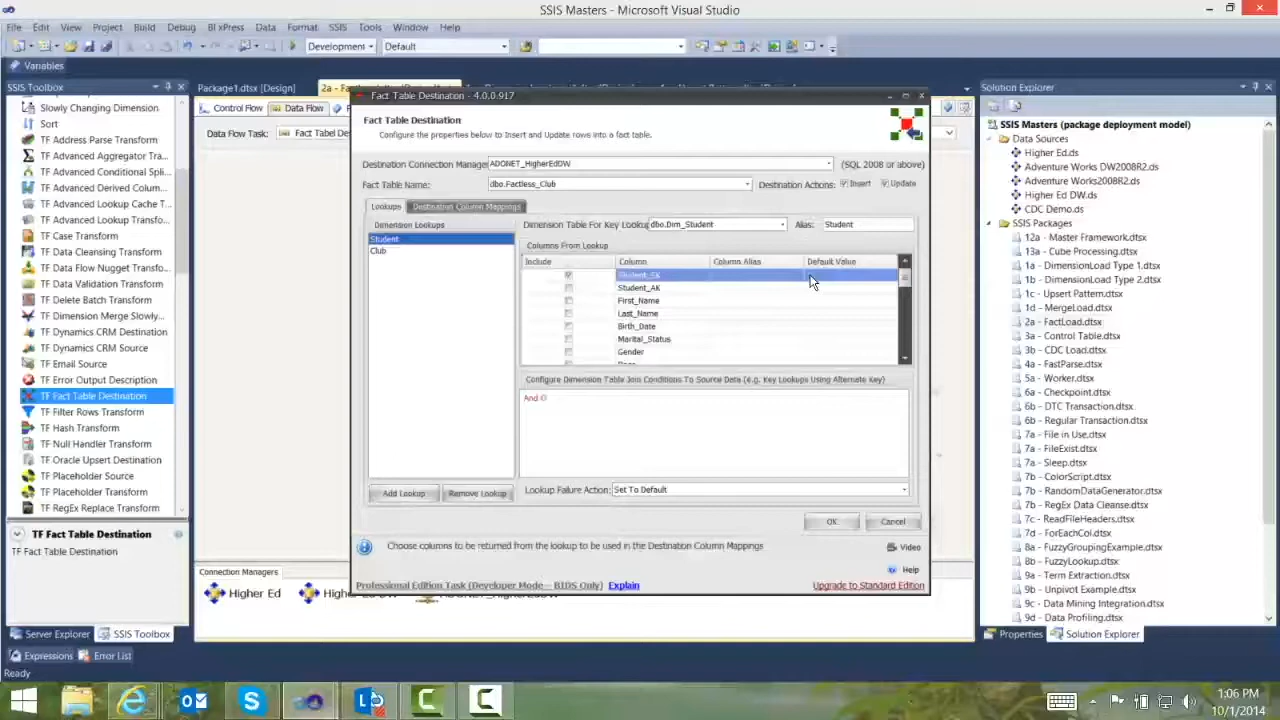 SSIS Masters - Microsoft Visual Studio
File Edit View Project Build Debug BI xPress Data Format SSIS Tools Window Help
Development Default
Variables
SSIS Toolbox
Slowly Changing Dimension
Sort
TF Address Parse Transform
TF Advanced Aggregator Tra...
TF Advanced Conditional Spli...
TF Advanced Derived Colum...
TF Advanced Lookup Cache T...
TF Advanced Lookup Transfo...
TF Case Transform
TF Data Cleansing Transform
TF Data Flow Nugget Transfo...
TF Data Validation Transform
TF Delete Batch Transform
TF Dimension Merge Slowly...
TF Dynamics CRM Destination
TF Dynamics CRM Source
TF Email Source
TF Error Output Description
TF Fact Table Destination
TF Filter Rows Transform
TF Hash Transform
TF Null Handler Transform
TF Oracle Upsert Destination
TF Placeholder Source
TF Placeholder Transform
TF RegEx Replace Transform
TF Fact Table Destination
TF Fact Table Destination
Server Explorer SSIS Toolbox
Expressions Error List
Ready
Package1.dtsx [Design]
Control Flow Data Flow
Data Flow Task: Fact Tabel De
Fact Table Destination - 4.0.0.917
Fact Table Destination
Configure the properties below to Insert and Update rows into a fact table.
Destination Connection Manager ADONET_HigherEdDW (SQL 2008 or above)
Fact Table Name: dbo.Factless_Club Destination Actions: Insert Update
Lookups Destination Column Mappings
Dimension Lookups
Student
Club
Dimension Table For Key Lookup dbo.Dim_Student Alias: Student
Columns From Lookup
Include Column Column Alias Default Value
Student_SK
Student_AK
First_Name
Last_Name
Birth_Date
Marital_Status
Gender
Configure Dimension Table Join Conditions To Source Data (e.g. Key Lookups Using Alternate Key)
And
Add Lookup Remove Lookup
Lookup Failure Action: Set To Default
OK Cancel
Choose columns to be returned from the lookup to be used in the Destination Column Mappings
Video
Help
Professional Edition Task (Developer Mode - BIDS Only) Explain
Upgrade to Standard Edition
Connection Managers
Higher Ed
Solution Explorer
SSIS Masters (package deployment model)
Data Sources
Higher Ed.ds
Adventure Works DW2008R2.ds
Adventure Works2008R2.ds
Higher Ed DW.ds
CDC Demo.ds
SSIS Packages
12a - Master Framework.dtsx
13a - Cube Processing.dtsx
1a - DimensionLoad Type 1.dtsx
1b - DimensionLoad Type 2.dtsx
1c - Upsert Pattern.dtsx
1d - MergeLoad.dtsx
2a - FactLoad.dtsx
3a - Control Table.dtsx
3b - CDC Load.dtsx
4a - FastParse.dtsx
5a - Worker.dtsx
6a - Checkpoint.dtsx
6b - DTC Transaction.dtsx
6b - Regular Transaction.dtsx
7a - File in Use.dtsx
7a - FileExist.dtsx
7a - Sleep.dtsx
7b - ColorScript.dtsx
7b - RandomDataGenerator.dtsx
7b - RegEx Data Cleanse.dtsx
7c - ReadFileHeaders.dtsx
7d - ForEachCol.dtsx
8a - FuzzyGroupingExample.dtsx
8b - FuzzyLookup.dtsx
9a - Term Extraction.dtsx
9b - Unpivot Example.dtsx
9c - Data Mining Integration.dtsx
9d - Data Profiling.dtsx
Properties Solution Explorer
1:06 PM
10/1/2014